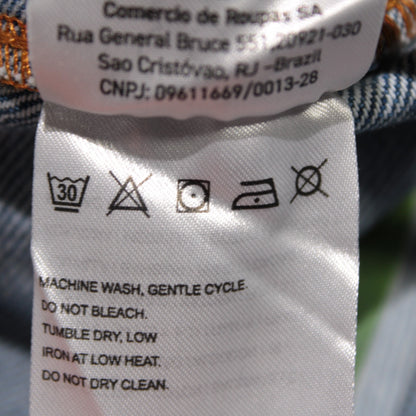 Comercio de Roupas SA
Rua General Bruce 551,20921-030
Sao Cristóvao, RJ -Brazil
CNPJ: 09611669/0013-28
30
MACHINE WASH, GENTLE CYCLE
DO NOT BLEACH.
TUMBLE DRY, LOW
IRON AT LOW HEAT.
DO NOT DRY CLEAN.